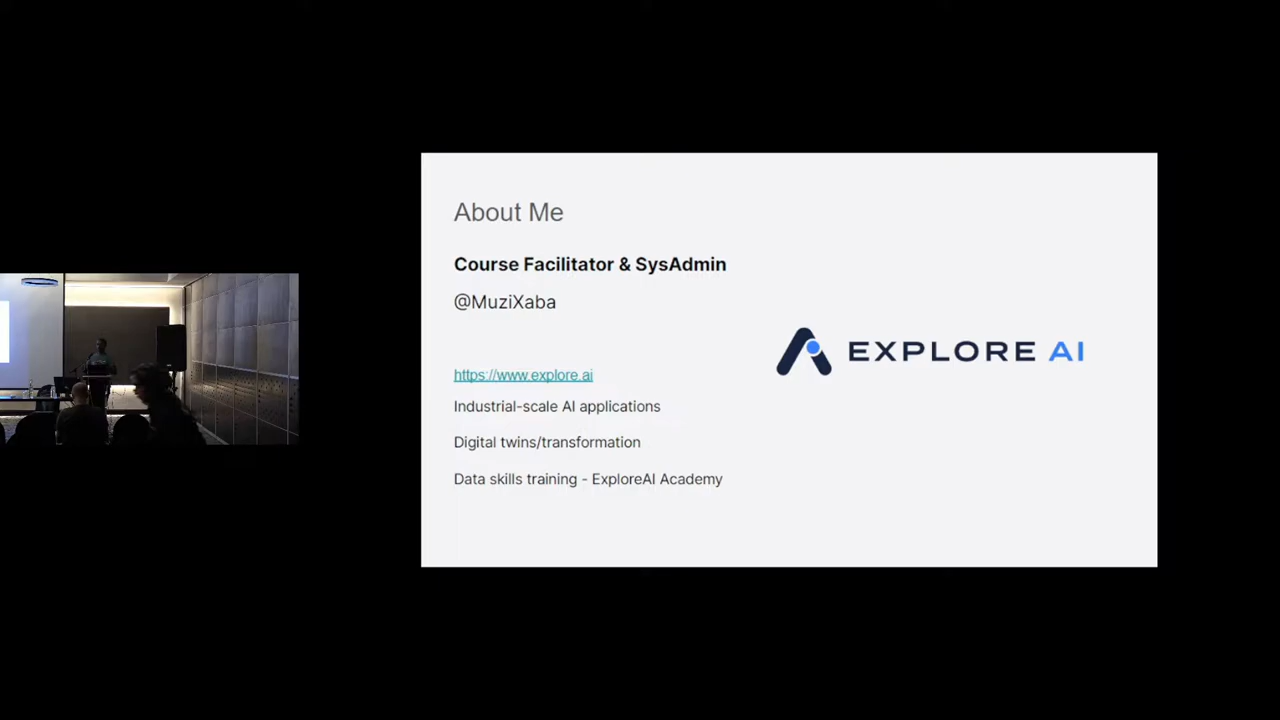 About Me
Course Facilitator & SysAdmin
@MuziXaba
https://www.explore.ai
Industrial-scale AI applications
Digital twins/transformation
Data skills training - ExploreAI Academy
EXPLORE AI